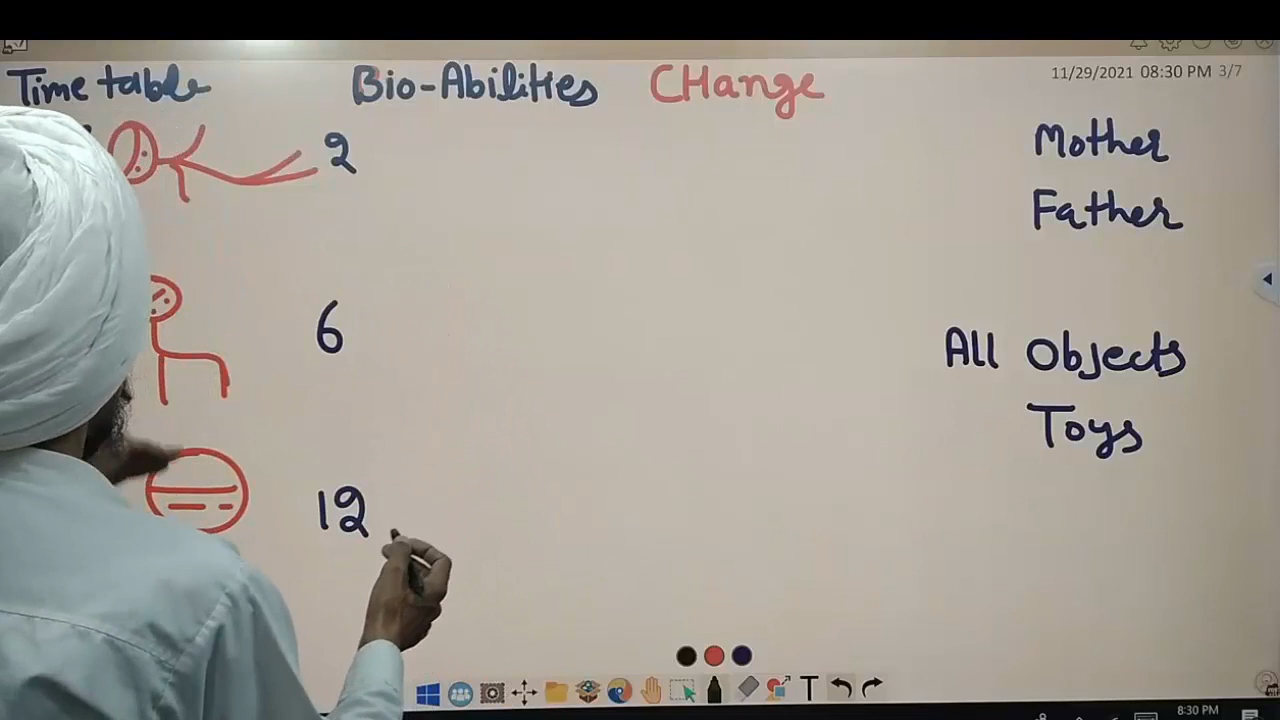 Time table Bio-Abilities CHange
11/29/2021 08:30 PM 3/7
2
Mother
Father
6
All Objects
Toys
12
T
8:30 PM